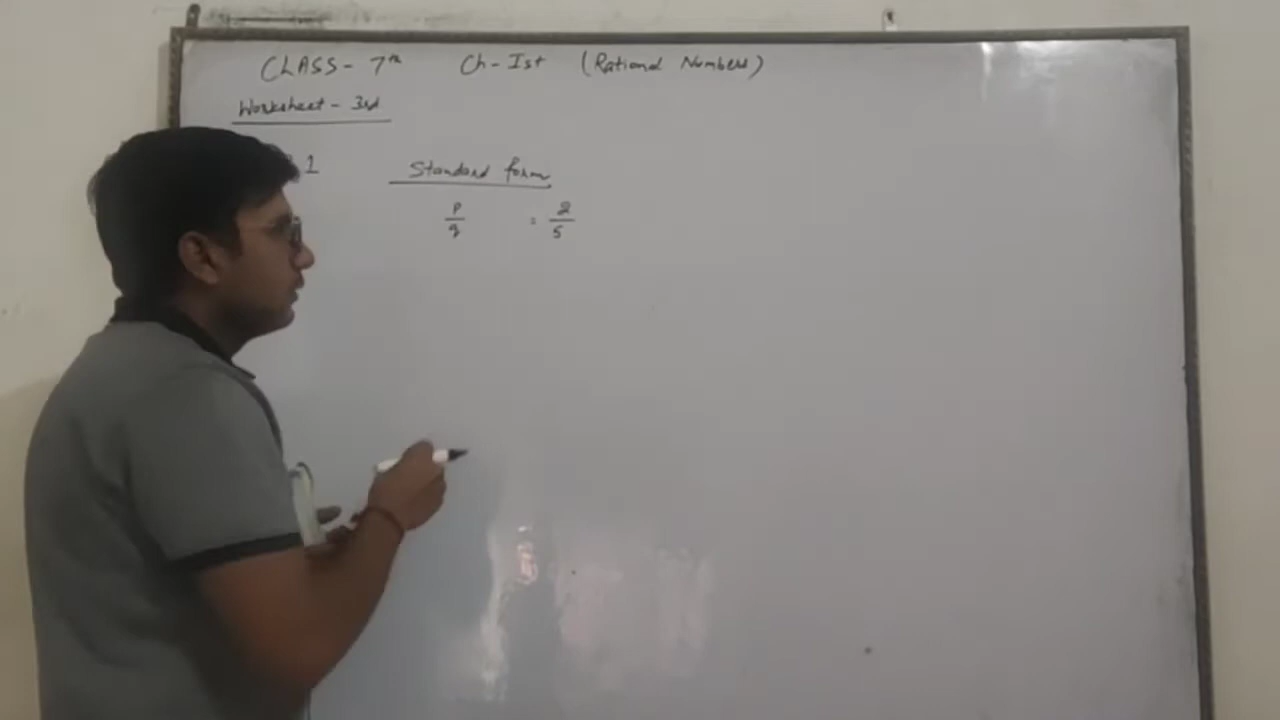 CLASS - 7th Ch - Ist (Rational Numbers)
Worksheet - 3rd
1 Standard form
p/q = 2/5